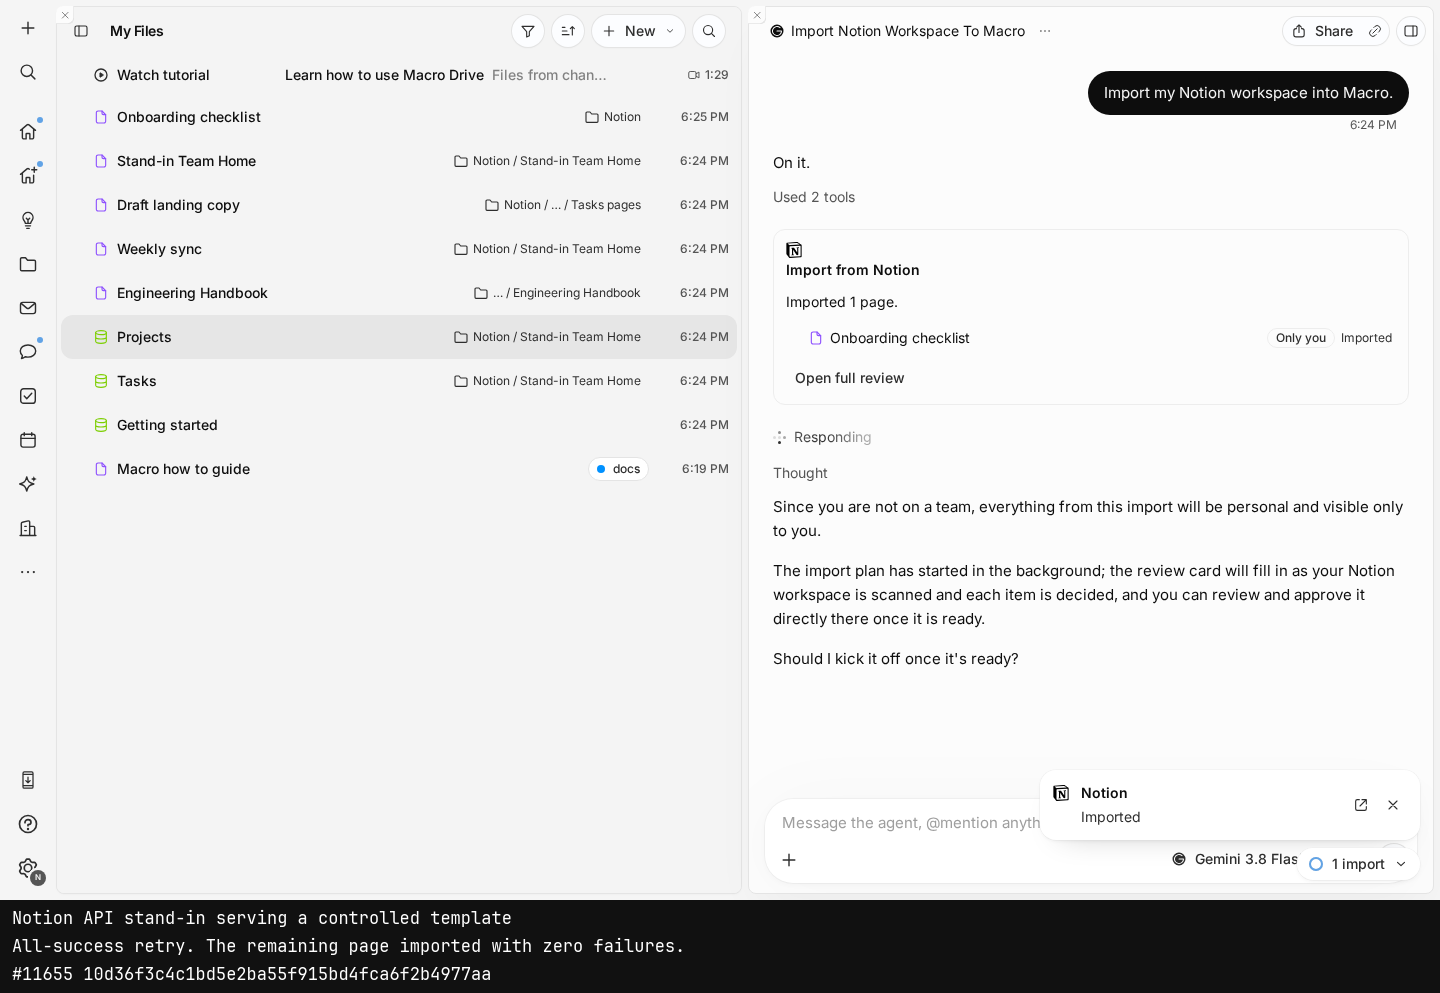 My Files
New
Watch tutorial Learn how to use Macro Drive Files from chan... 1:29
Onboarding checklist Notion 6:25 PM
Stand-in Team Home Notion / Stand-in Team Home 6:24 PM
Draft landing copy Notion / ... / Tasks pages 6:24 PM
Weekly sync Notion / Stand-in Team Home 6:24 PM
Engineering Handbook ... / Engineering Handbook 6:24 PM
Projects Notion / Stand-in Team Home 6:24 PM
Tasks Notion / Stand-in Team Home 6:24 PM
Getting started 6:24 PM
Macro how to guide docs 6:19 PM
N
Import Notion Workspace To Macro
Share
Import my Notion workspace into Macro.
6:24 PM
On it.
Used 2 tools
Import from Notion
Imported 1 page.
Onboarding checklist Only you Imported
Open full review
Responding
Thought
Since you are not on a team, everything from this import will be personal and visible only
to you.
The import plan has started in the background; the review card will fill in as your Notion
workspace is scanned and each item is decided, and you can review and approve it
directly there once it is ready.
Should I kick it off once it's ready?
Notion
Imported
Message the agent, @mention anyth
Gemini 3.8 Flas
1 import
Notion API stand-in serving a controlled template
All-success retry. The remaining page imported with zero failures.
#11655 10d36f3c4c1bd5e2ba55f915bd4fca6f2b4977aa